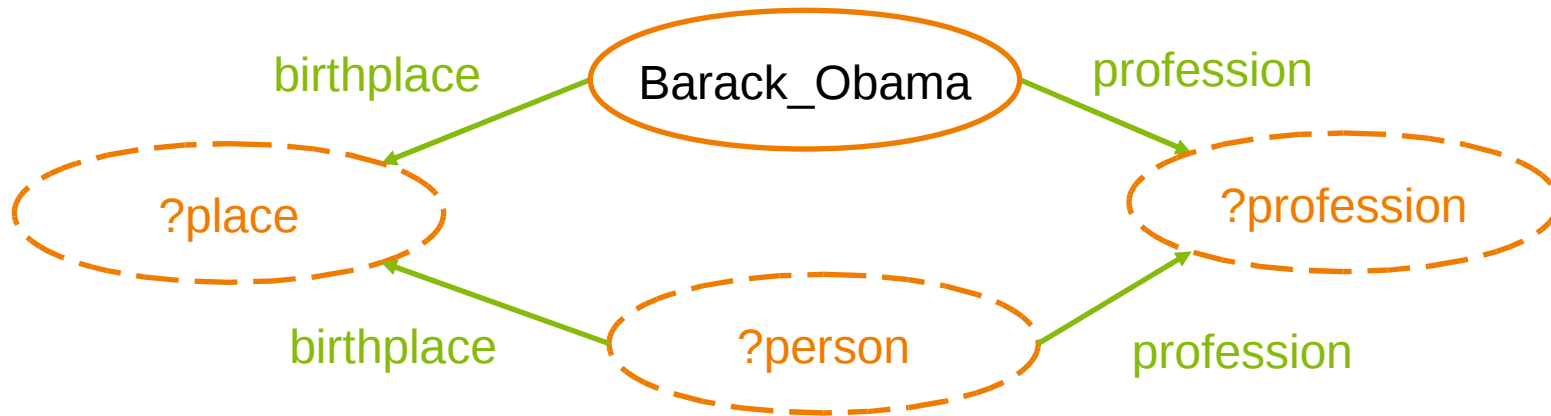 birthplace
Barack_Obama
profession
?place
?profession
birthplace
?person
profession